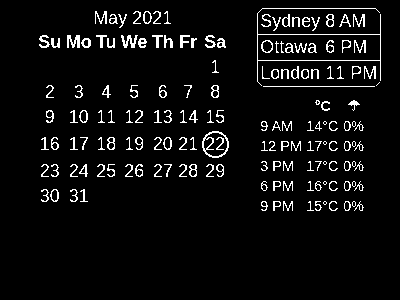 May 2021
Su Mo Tu We Th Fr Sa
1
2 3 4 5 6 7 8
9 10 11 12 13 14 15
16 17 18 19 20 21 22
23 24 25 26 27 28 29
30 31
Sydney 8 AM
Ottawa 6 PM
London 11 PM
°C
9 AM 14°C 0%
12 PM 17°C 0%
3 PM 17°C 0%
6 PM 16°C 0%
9 PM 15°C 0%